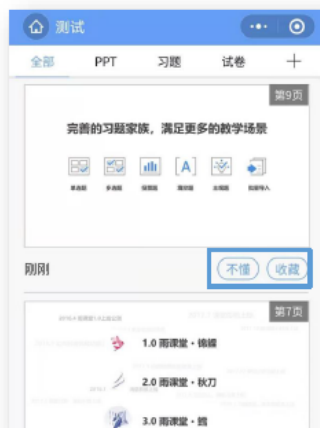 测试
全部 PPT 习题 试卷
第9页
完善的习题家族，满足更多的教学场景
单选题 多选题 投票题 填空题 主观题 批量导入
刚刚 不懂 收藏
第7页
1.0 雨课堂·锦鲤
2.0 雨课堂·秋刀
3.0 雨课堂·鳕